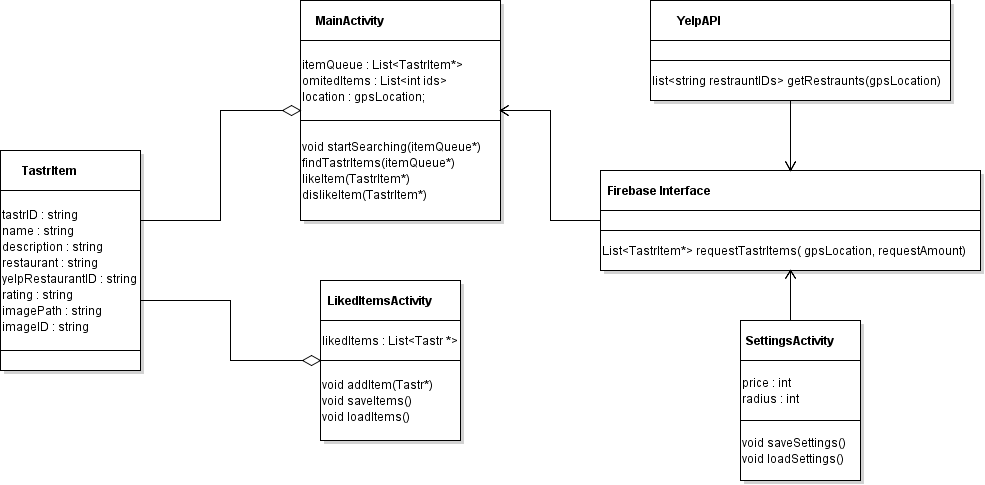 MainActivity
itemQueue : List<TastrItem*>
omitedItems : List<int ids>
location : gpsLocation;
void startSearching(itemQueue*)
findTastrItems(itemQueue*)
likeItem(TastrItem*)
dislikeItem(TastrItem*)
YelpAPI
list<string restrauntIDs> getRestraunts(gpsLocation)
TastrItem
tastrID : string
name : string
description : string
restaurant : string
yelpRestaurantID : string
rating : string
imagePath : string
imageID : string
Firebase Interface
List<TastrItem*> requestTastrItems( gpsLocation, requestAmount)
LikedItemsActivity
likedItems : List<Tastr *>
void addItem(Tastr*)
void saveItems()
void loadItems()
SettingsActivity
price : int
radius : int
void saveSettings()
void loadSettings()